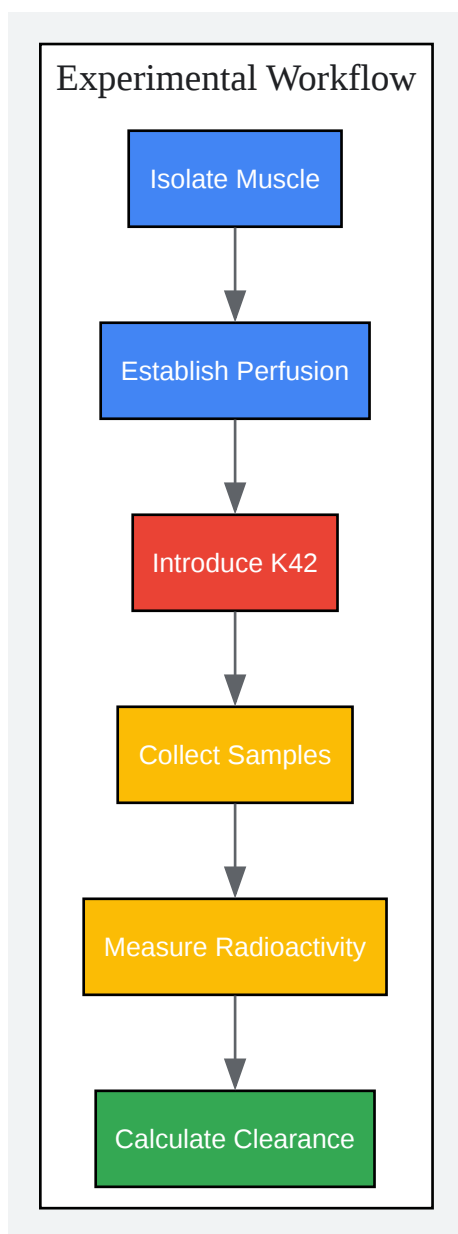 Experimental Workflow
Isolate Muscle
Establish Perfusion
Introduce K42
Collect Samples
Measure Radioactivity
Calculate Clearance